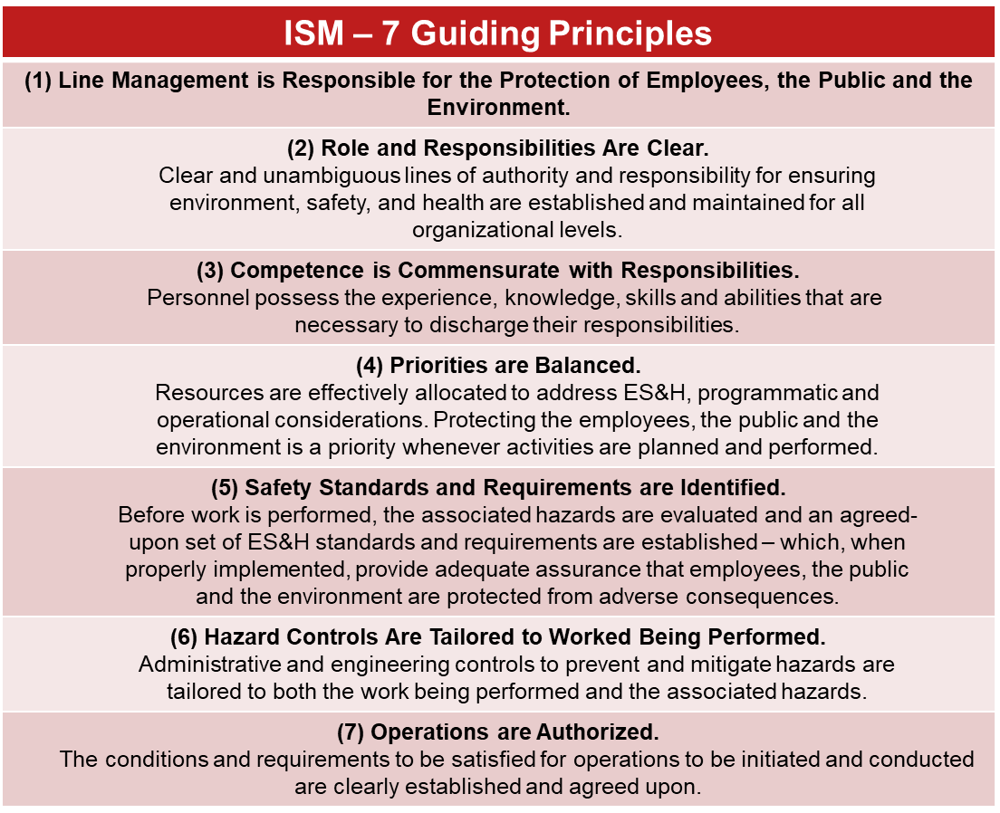 ISM – 7 Guiding Principles
(1) Line Management is Responsible for the Protection of Employees, the Public and the
Environment.
(2) Role and Responsibilities Are Clear.
Clear and unambiguous lines of authority and responsibility for ensuring
environment, safety, and health are established and maintained for all
organizational levels.
(3) Competence is Commensurate with Responsibilities.
Personnel possess the experience, knowledge, skills and abilities that are
necessary to discharge their responsibilities.
(4) Priorities are Balanced.
Resources are effectively allocated to address ES&H, programmatic and
operational considerations. Protecting the employees, the public and the
environment is a priority whenever activities are planned and performed.
(5) Safety Standards and Requirements are Identified.
Before work is performed, the associated hazards are evaluated and an agreed-
upon set of ES&H standards and requirements are established – which, when
properly implemented, provide adequate assurance that employees, the public
and the environment are protected from adverse consequences.
(6) Hazard Controls Are Tailored to Worked Being Performed.
Administrative and engineering controls to prevent and mitigate hazards are
tailored to both the work being performed and the associated hazards.
(7) Operations are Authorized.
The conditions and requirements to be satisfied for operations to be initiated and conducted
are clearly established and agreed upon.